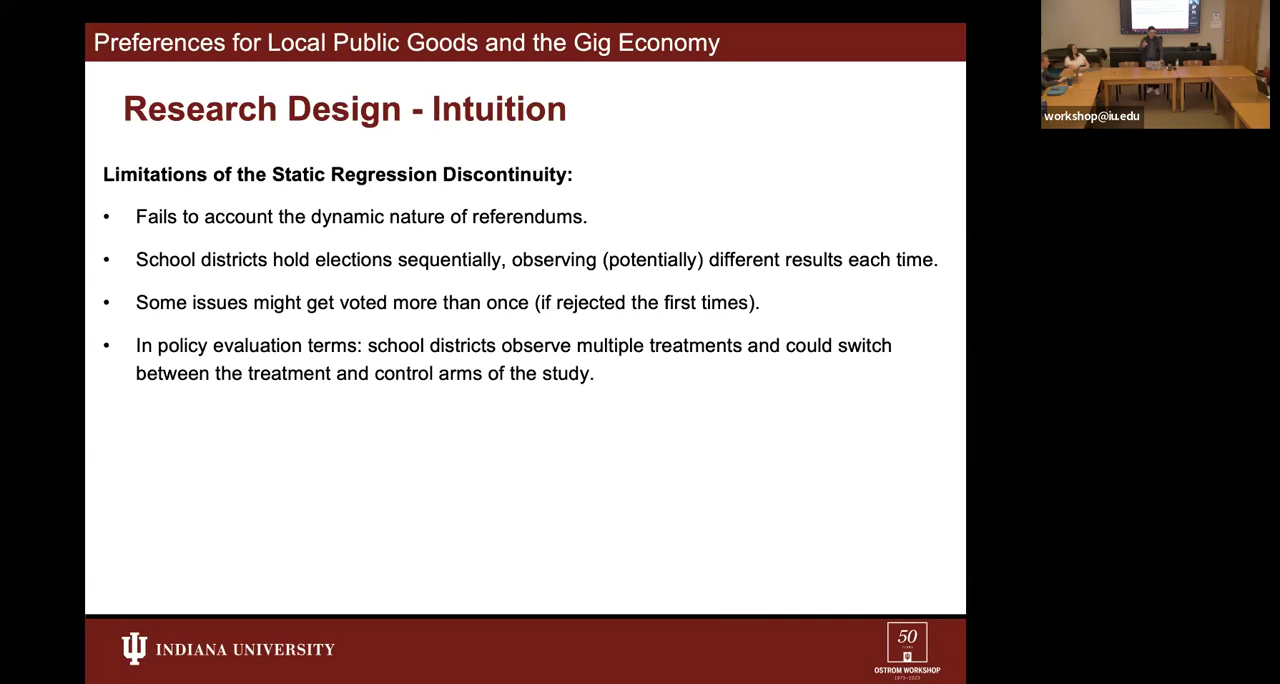 Preferences for Local Public Goods and the Gig Economy
Research Design - Intuition
Limitations of the Static Regression Discontinuity:
• Fails to account the dynamic nature of referendums.
• School districts hold elections sequentially, observing (potentially) different results each time.
• Some issues might get voted more than once (if rejected the first times).
• In policy evaluation terms: school districts observe multiple treatments and could switch
between the treatment and control arms of the study.
INDIANA UNIVERSITY
50
YEARS
OSTROM WORKSHOP
1973–2023
workshop@iu.edu